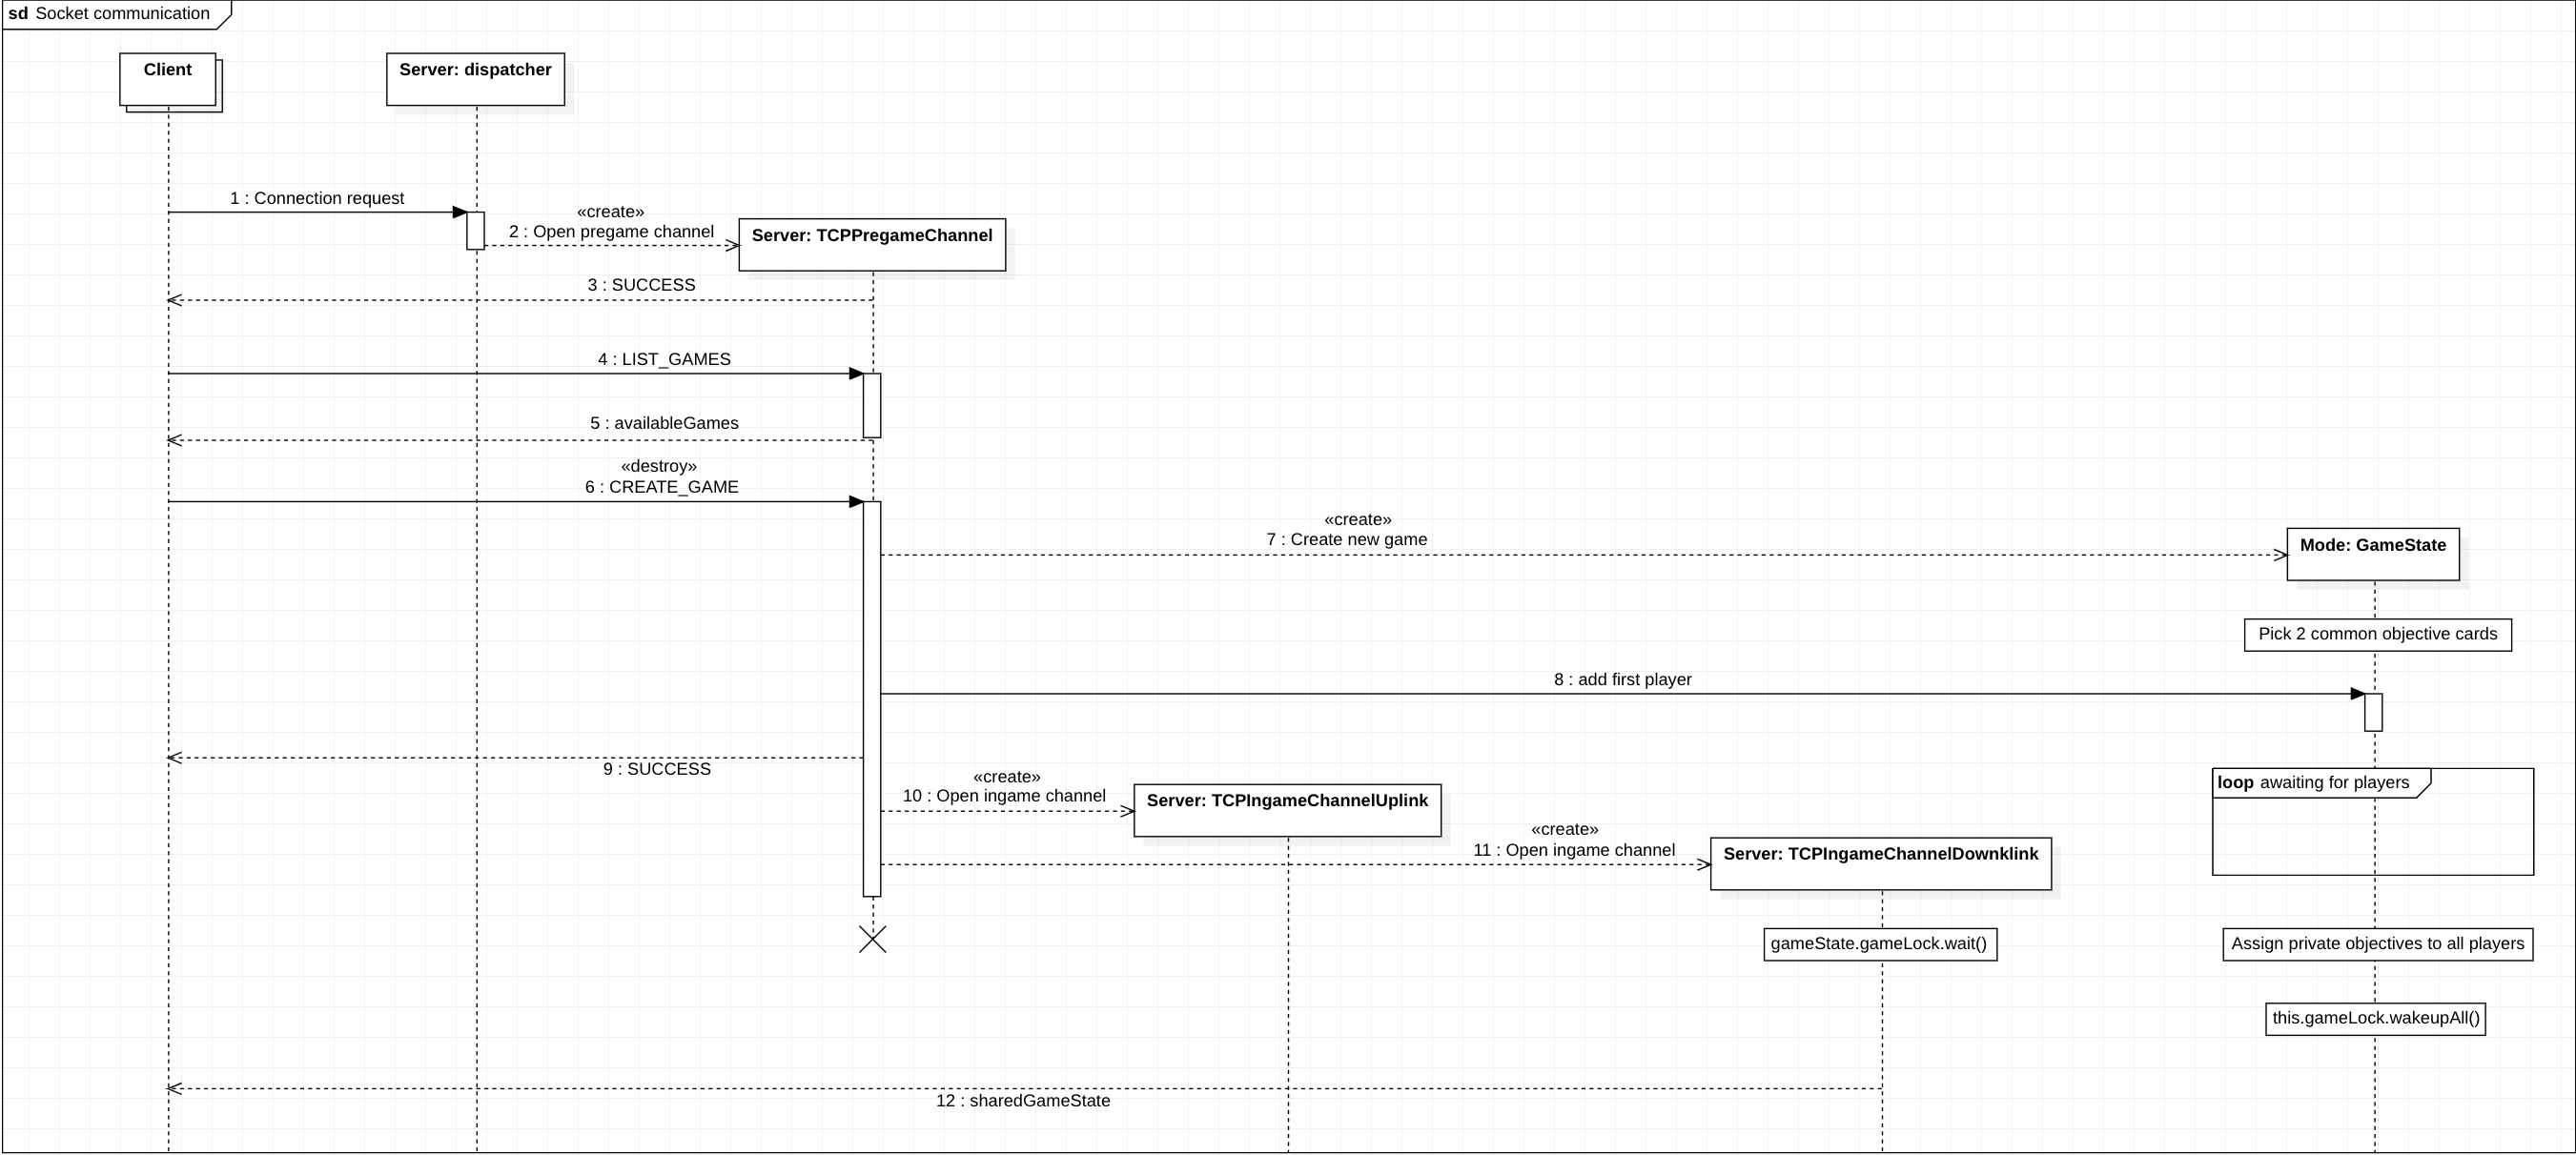 sd Socket communication
Client
Server: dispatcher
1 : Connection request
«create»
2 : Open pregame channel
Server: TCPPregameChannel
3 : SUCCESS
4 : LIST_GAMES
5 : availableGames
«destroy»
6 : CREATE_GAME
«create»
7 : Create new game
Mode: GameState
Pick 2 common objective cards
8 : add first player
9 : SUCCESS
«create»
10 : Open ingame channel
Server: TCPIngameChannelUplink
loop awaiting for players
«create»
11 : Open ingame channel
Server: TCPIngameChannelDownklink
gameState.gameLock.wait()
Assign private objectives to all players
this.gameLock.wakeupAll()
12 : sharedGameState